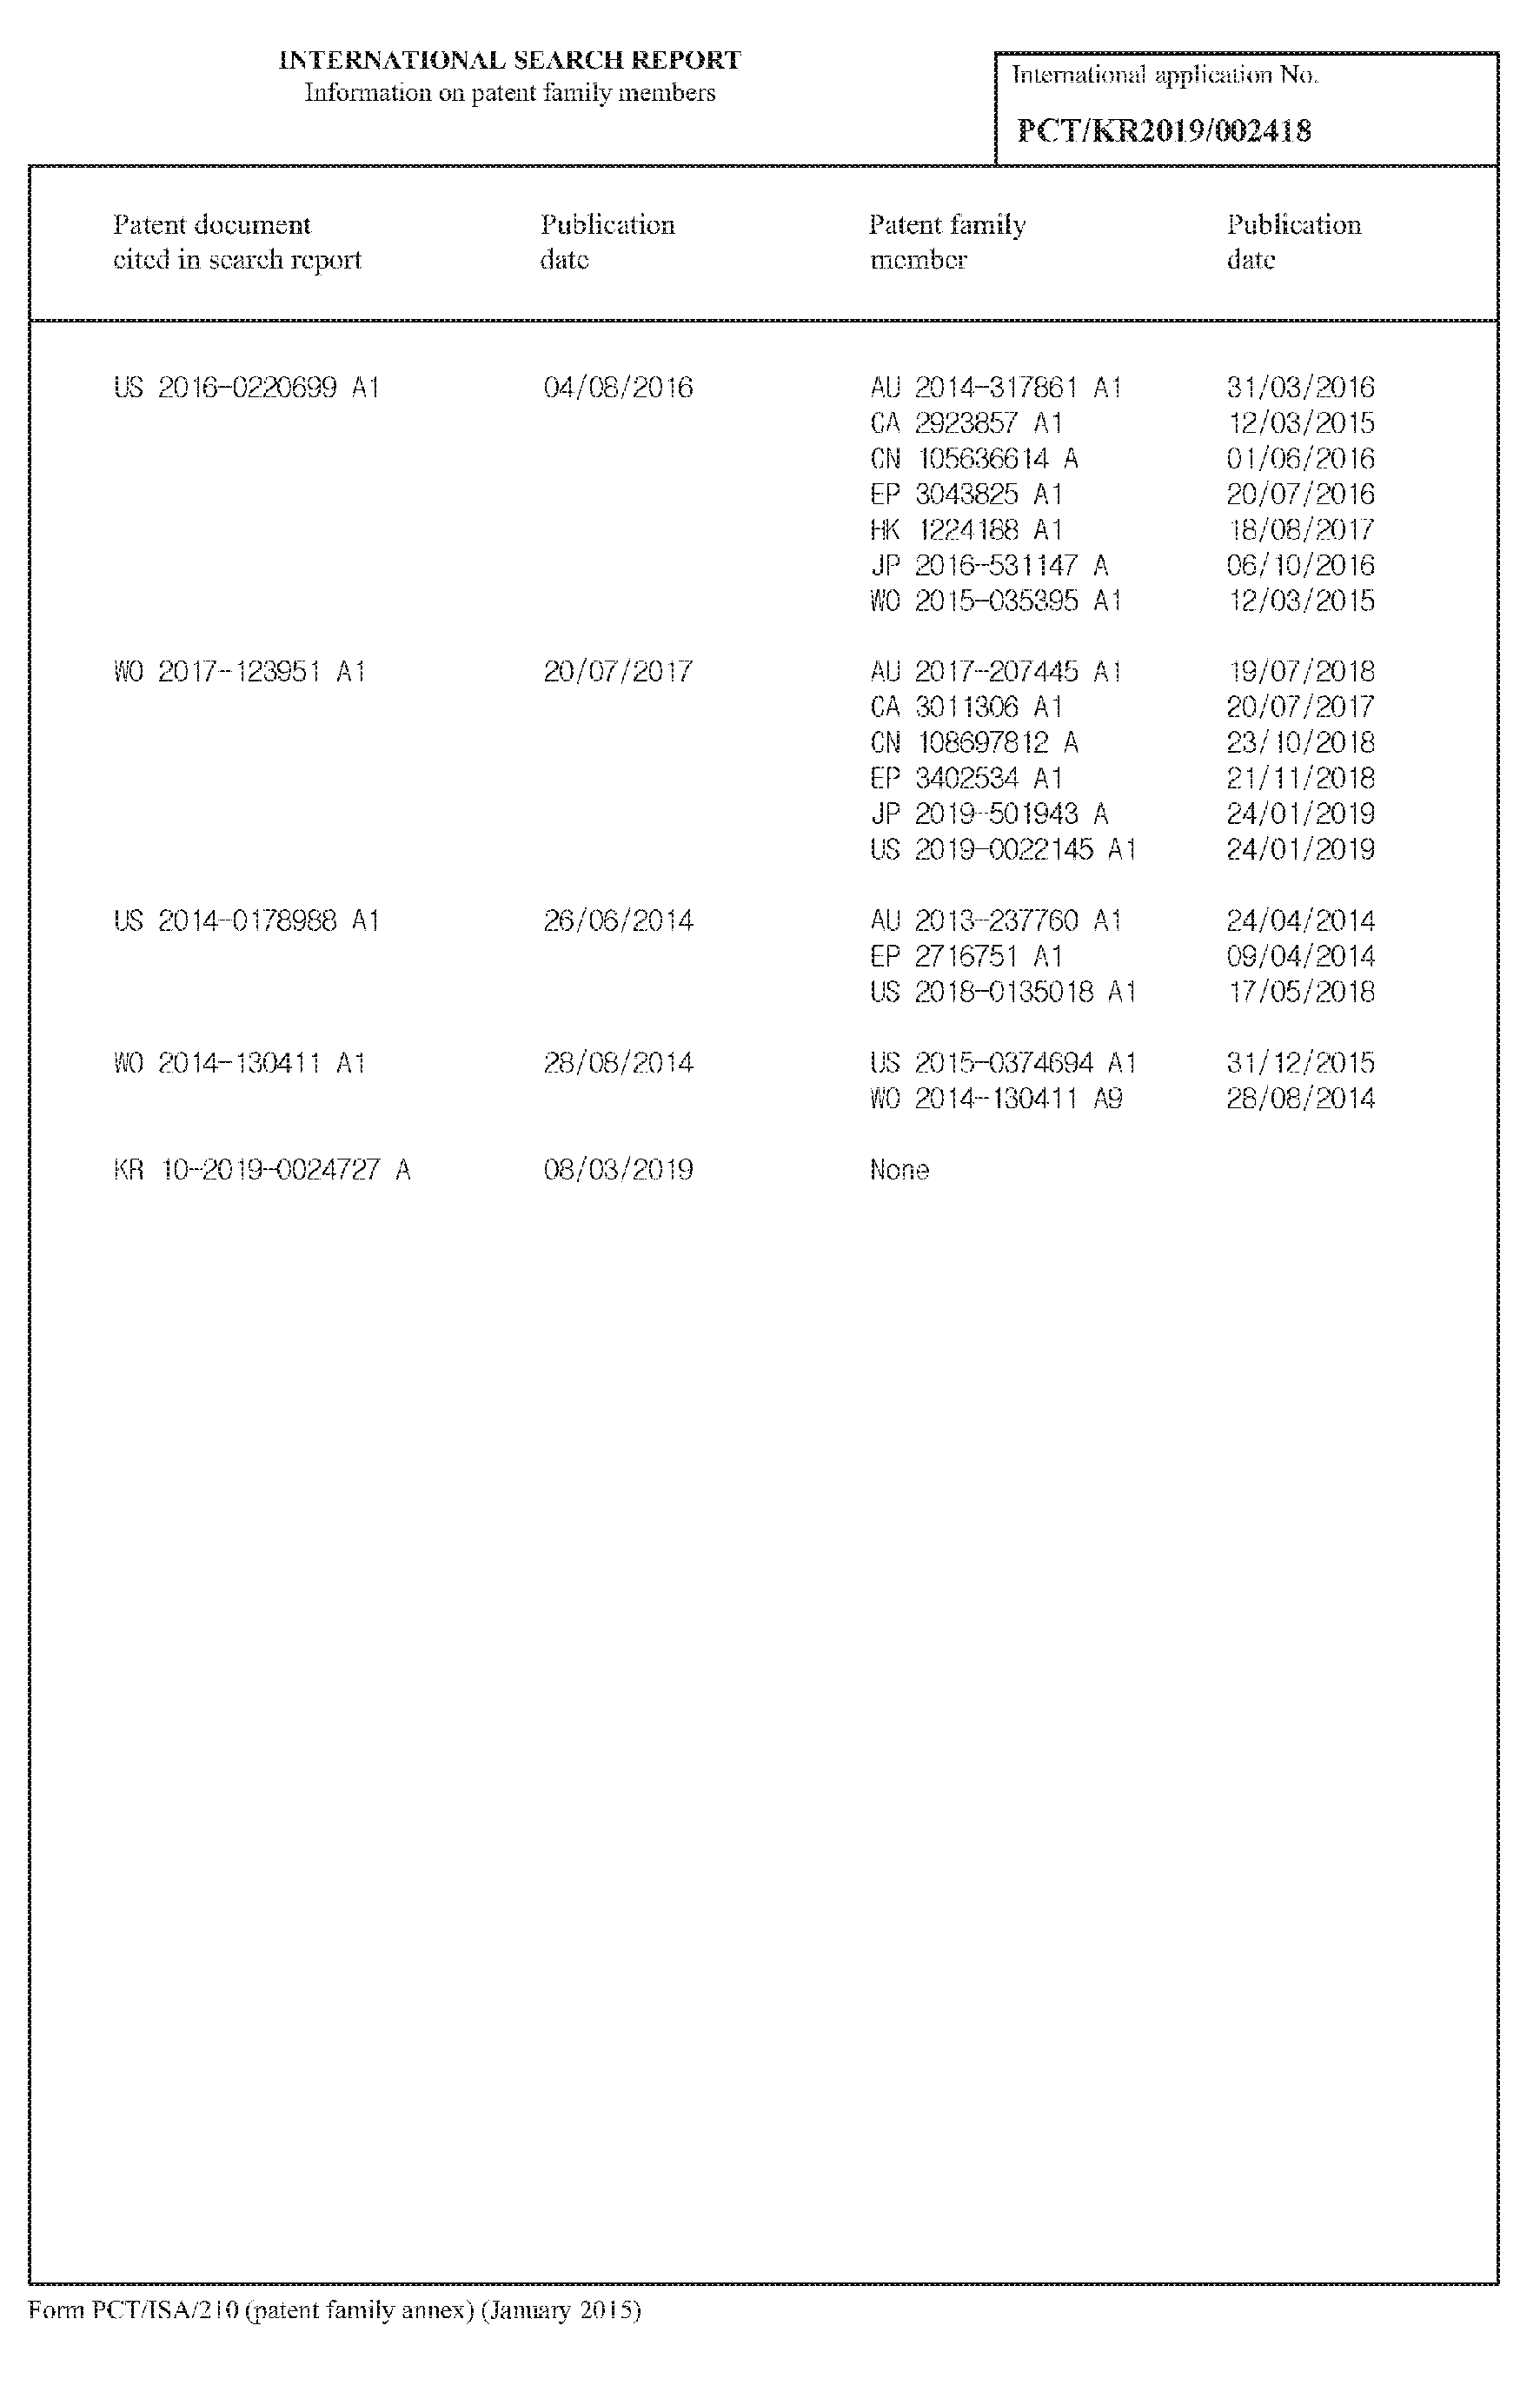 INTERNATIONAL SEARCH REPORT
Information on patent family members
International application No.
PCT/KR2019/002418
Patent document cited in search report
Publication date
Patent family member
Publication date
US 2016-0220699 A1 04/08/2016 AU 2014-317861 A1 31/03/2016
CA 2923857 A1 12/03/2015
CN 105636614 A 01/06/2016
EP 3043825 A1 20/07/2016
HK 1224188 A1 18/08/2017
JP 2016-531147 A 06/10/2016
WO 2015-035395 A1 12/03/2015
WO 2017-123951 A1 20/07/2017 AU 2017-207445 A1 19/07/2018
CA 3011306 A1 20/07/2017
CN 108697812 A 23/10/2018
EP 3402534 A1 21/11/2018
JP 2019-501943 A 24/01/2019
US 2019-0022145 A1 24/01/2019
US 2014-0178988 A1 26/06/2014 AU 2013-237760 A1 24/04/2014
EP 2716751 A1 09/04/2014
US 2018-0135018 A1 17/05/2018
WO 2014-130411 A1 28/08/2014 US 2015-0374694 A1 31/12/2015
WO 2014-130411 A9 28/08/2014
KR 10-2019-0024727 A 08/03/2019 None
Form PCT/ISA/210 (patent family annex) (January 2015)